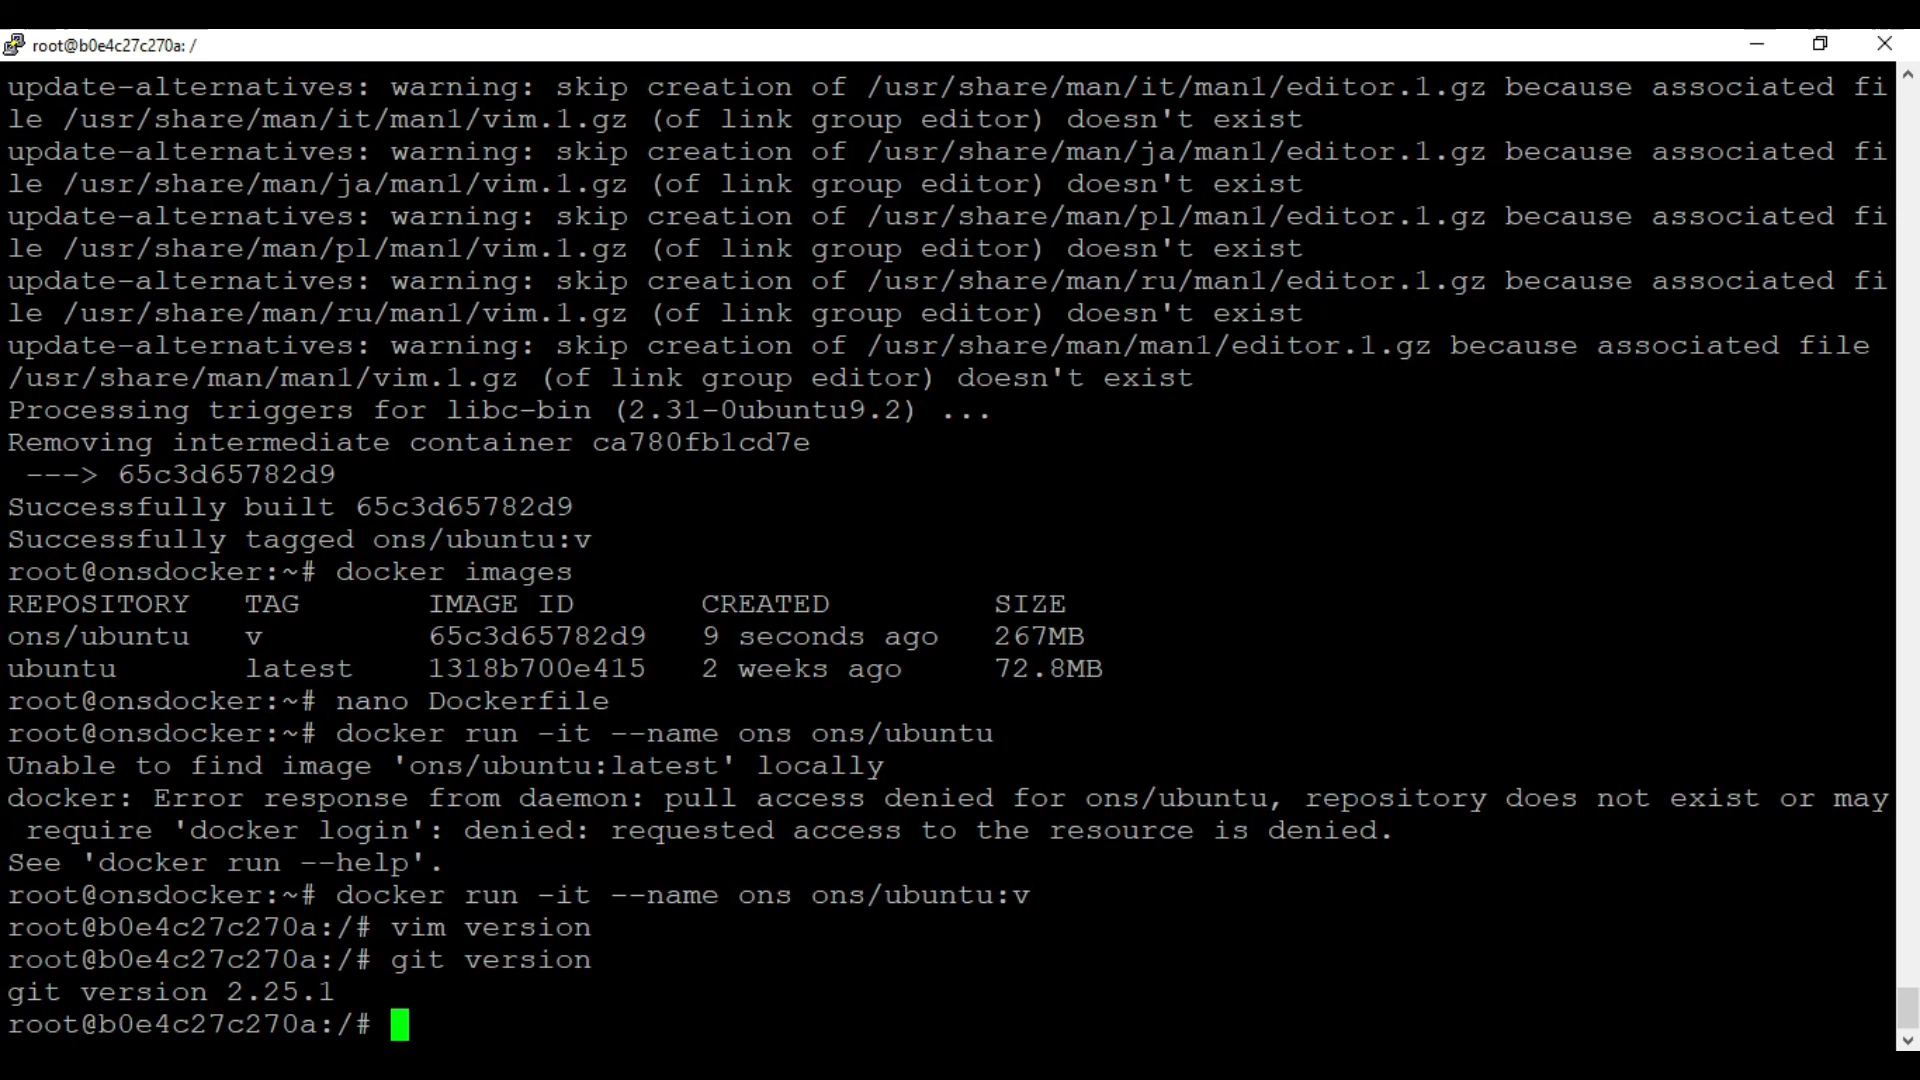 root@b0e4c27c270a: /
update-alternatives: warning: skip creation of /usr/share/man/it/man1/editor.1.gz because associated fi
le /usr/share/man/it/man1/vim.1.gz (of link group editor) doesn't exist
update-alternatives: warning: skip creation of /usr/share/man/ja/man1/editor.1.gz because associated fi
le /usr/share/man/ja/man1/vim.1.gz (of link group editor) doesn't exist
update-alternatives: warning: skip creation of /usr/share/man/pl/man1/editor.1.gz because associated fi
le /usr/share/man/pl/man1/vim.1.gz (of link group editor) doesn't exist
update-alternatives: warning: skip creation of /usr/share/man/ru/man1/editor.1.gz because associated fi
le /usr/share/man/ru/man1/vim.1.gz (of link group editor) doesn't exist
update-alternatives: warning: skip creation of /usr/share/man/man1/editor.1.gz because associated file
/usr/share/man/man1/vim.1.gz (of link group editor) doesn't exist
Processing triggers for libc-bin (2.31-0ubuntu9.2) ...
Removing intermediate container ca780fb1cd7e
 ---> 65c3d65782d9
Successfully built 65c3d65782d9
Successfully tagged ons/ubuntu:v
root@onsdocker:~# docker images
REPOSITORY   TAG       IMAGE ID       CREATED         SIZE
ons/ubuntu   v         65c3d65782d9   9 seconds ago   267MB
ubuntu       latest    1318b700e415   2 weeks ago     72.8MB
root@onsdocker:~# nano Dockerfile
root@onsdocker:~# docker run -it --name ons ons/ubuntu
Unable to find image 'ons/ubuntu:latest' locally
docker: Error response from daemon: pull access denied for ons/ubuntu, repository does not exist or may
 require 'docker login': denied: requested access to the resource is denied.
See 'docker run --help'.
root@onsdocker:~# docker run -it --name ons ons/ubuntu:v
root@b0e4c27c270a:/# vim version
root@b0e4c27c270a:/# git version
git version 2.25.1
root@b0e4c27c270a:/#